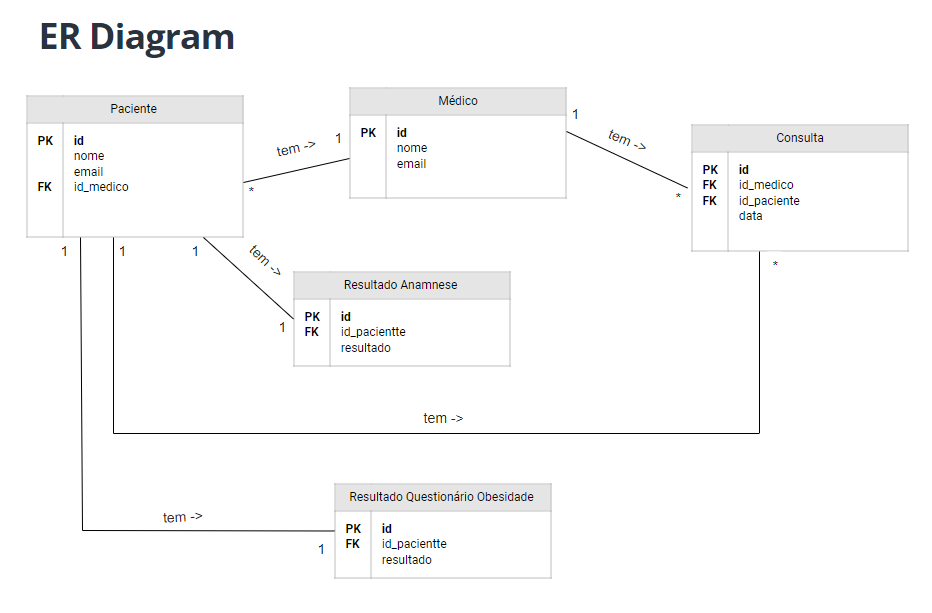 ER Diagram
Paciente
PK id
nome
email
FK id_medico
tem ->
*
1
Médico
PK id
nome
email
1
tem ->
*
Consulta
PK id
FK id_medico
FK id_paciente
data
*
1
1
1
tem ->
1
Resultado Anamnese
PK id
FK id_pacientte
resultado
tem ->
tem ->
1
Resultado Questionário Obesidade
PK id
FK id_pacientte
resultado